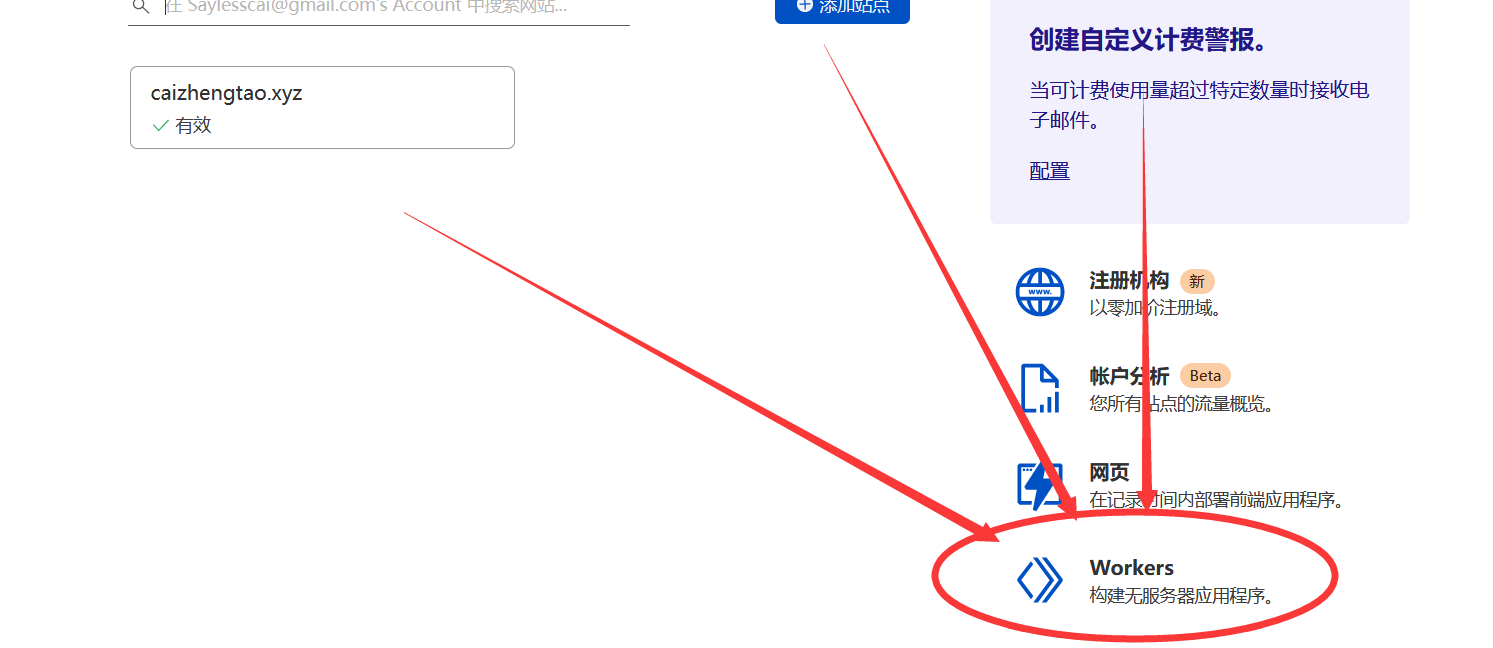 在 Saylesscai@gmail.com's Account 中搜索网站...
添加站点
caizhengtao.xyz
有效
创建自定义计费警报。
当可计费使用量超过特定数量时接收电
子邮件。
配置
www.
注册机构 新
以零加价注册域。
帐户分析 Beta
您所有站点的流量概览。
网页
在记录时间内部署前端应用程序。
Workers
构建无服务器应用程序。